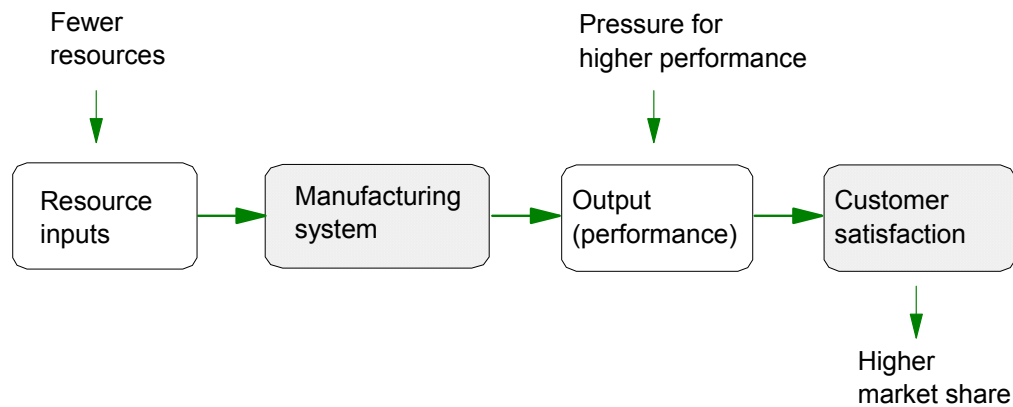 Fewer
resources
Pressure for
higher performance
Resource
inputs
Manufacturing
system
Output
(performance)
Customer
satisfaction
Higher
market share